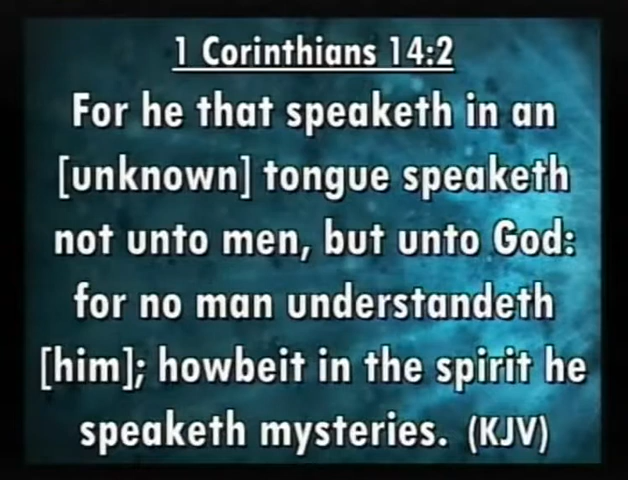 1 Corinthians 14:2
For he that speaketh in an
[unknown] tongue speaketh
not unto men, but unto God:
for no man understandeth
[him]; howbeit in the spirit he
speaketh mysteries. (KJV)